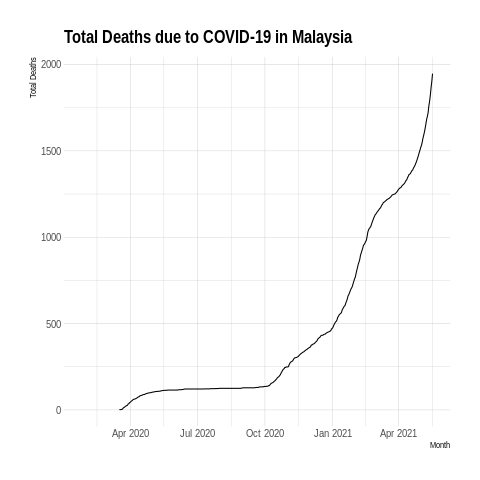 Total Deaths due to COVID-19 in Malaysia
Total Deaths
2000
1500
1000
500
0
Apr 2020 Jul 2020 Oct 2020 Jan 2021 Apr 2021
Month